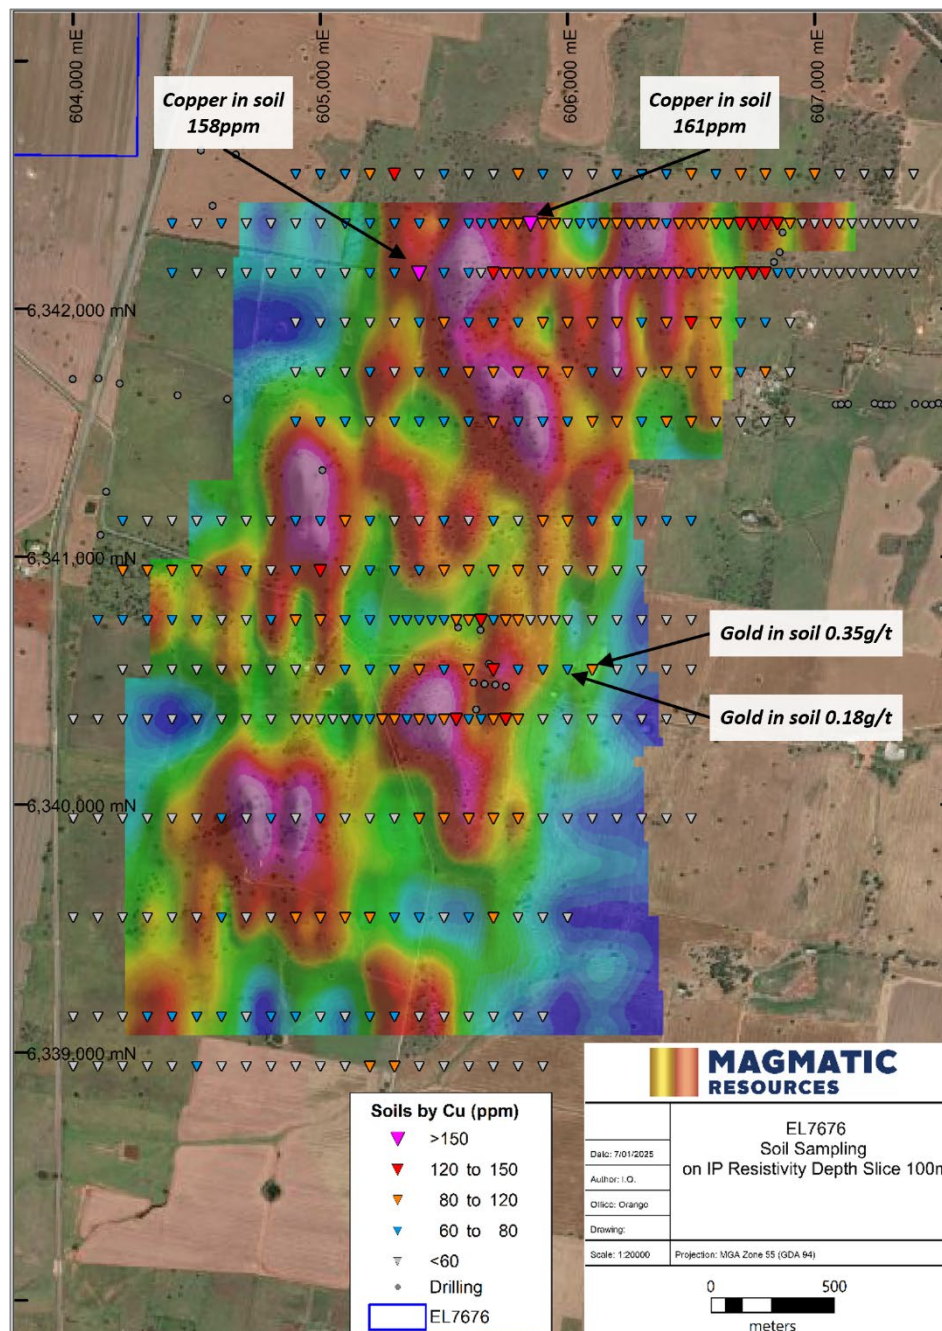 604,000 mE
605,000 mE
606,000 mE
607,000 mE
Copper in soil
158ppm
Copper in soil
161ppm
6,342,000 mN
6,341,000 mN
Gold in soil 0.35g/t
Gold in soil 0.18g/t
6,340,000 mN
6,339,000 mN
Soils by Cu (ppm)
>150
120 to 150
80 to 120
60 to 80
<60
Drilling
EL7676
MAGMATIC
RESOURCES
EL7676
Soil Sampling
on IP Resistivity Depth Slice 100m
Date: 7/01/2025
Author: I.O.
Office: Orange
Drawing:
Scale: 1:20000
Projection: MGA Zone 55 (GDA 94)
0 500
meters